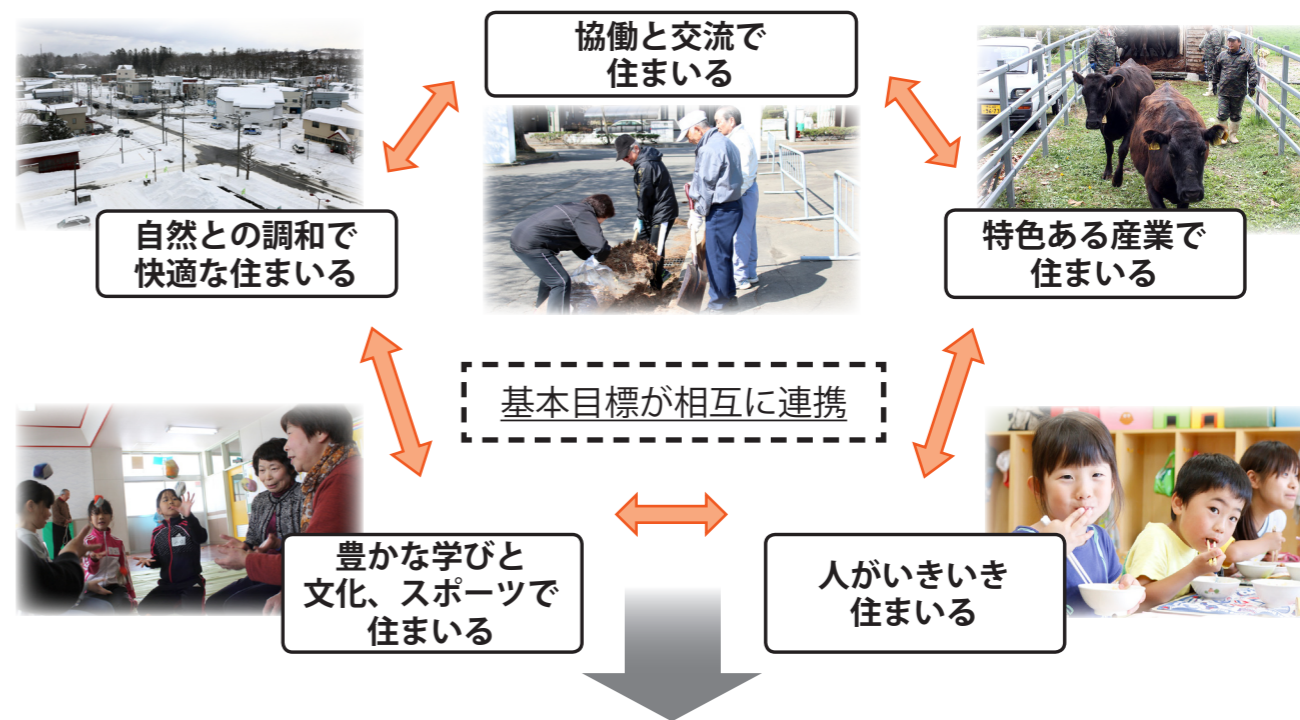 協働と交流で
住まいる
自然との調和で
快適な住まいる
特色ある産業で
住まいる
基本目標が相互に連携
豊かな学びと
文化、スポーツで
住まいる
人がいきいき
住まいる